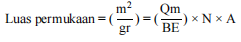 Luas permukaan = (m²/gr) = (Qm/BE) × N × A